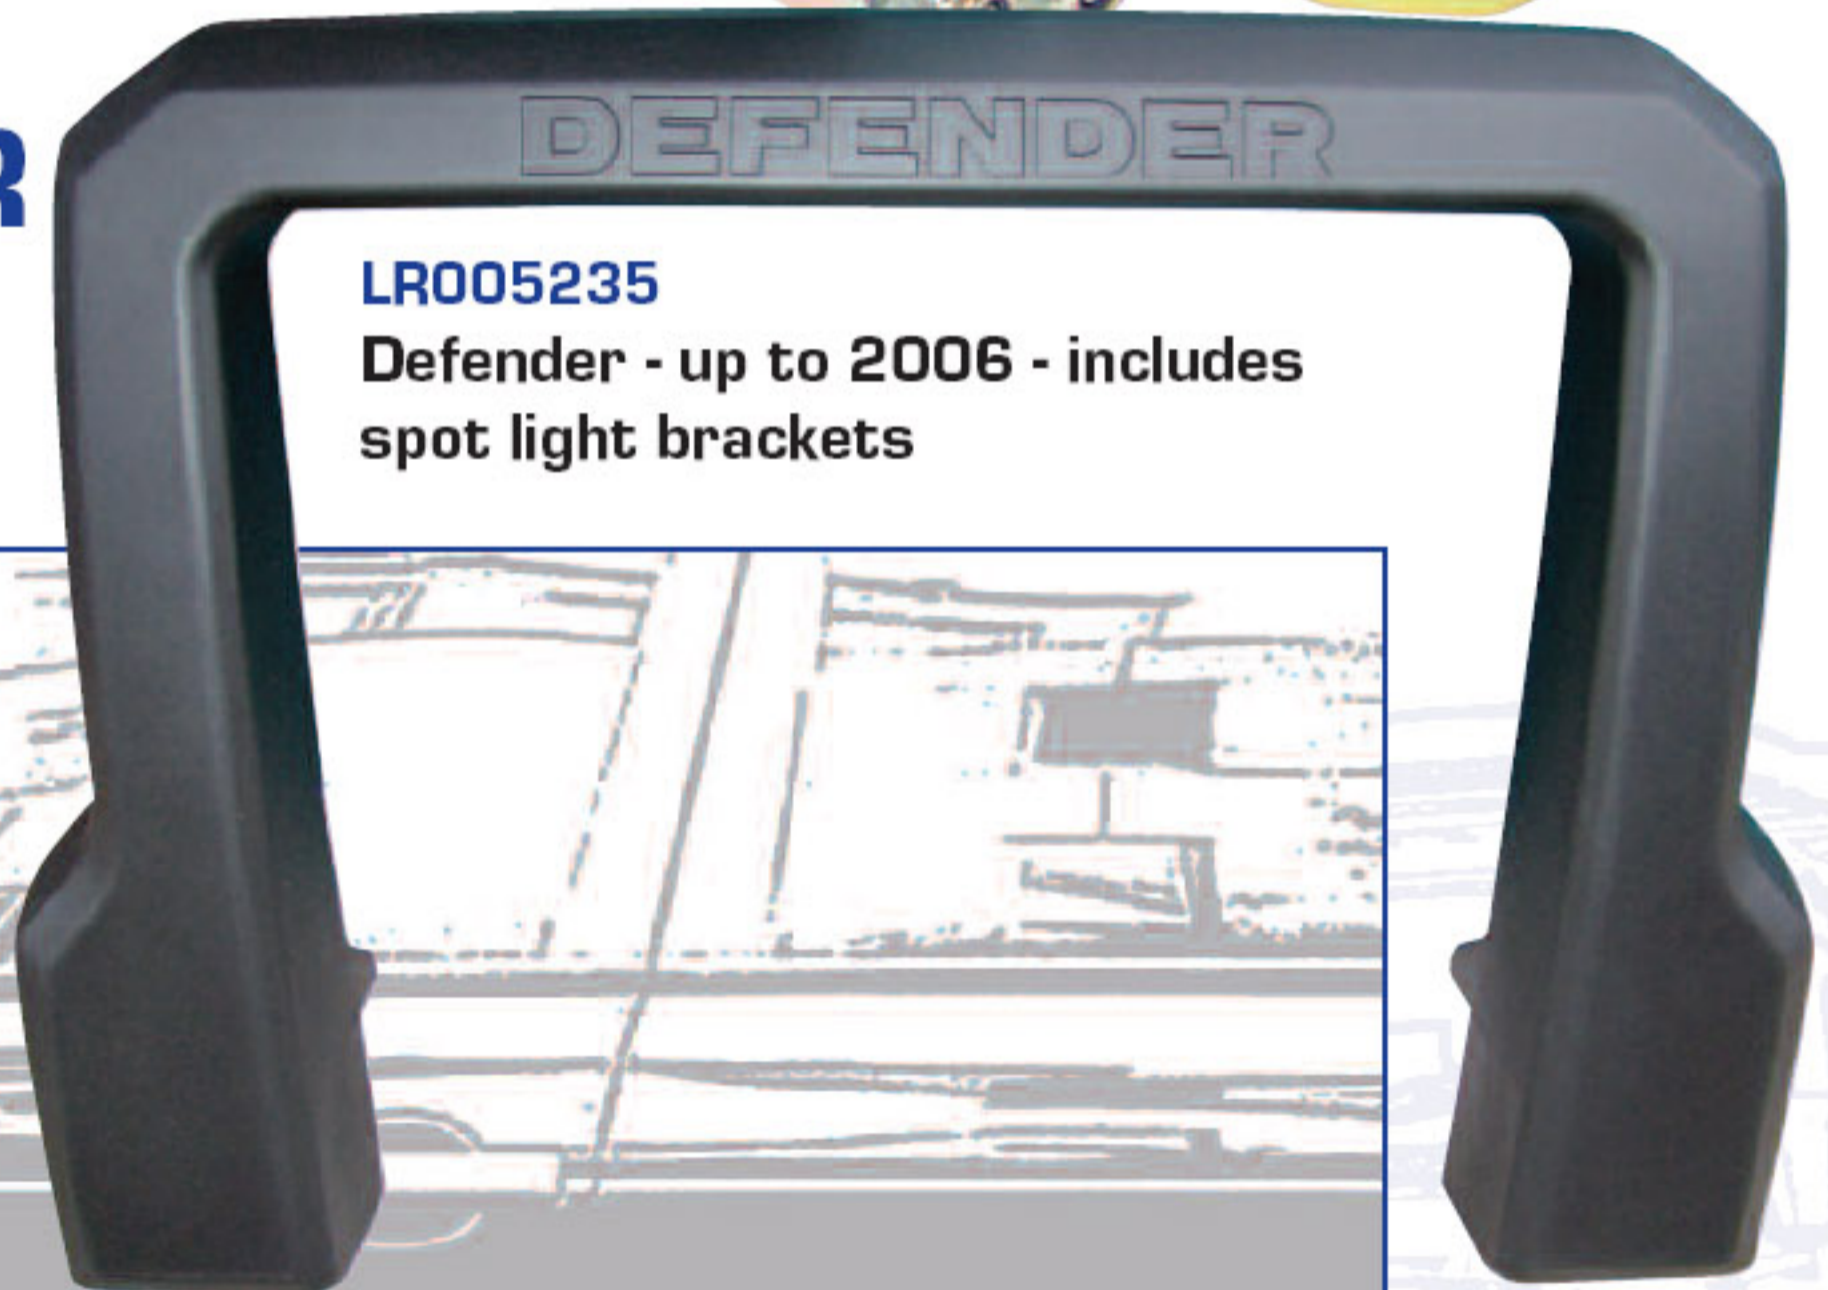 DEFENDER
R
LR005235
Defender - up to 2006 - includes
spot light brackets